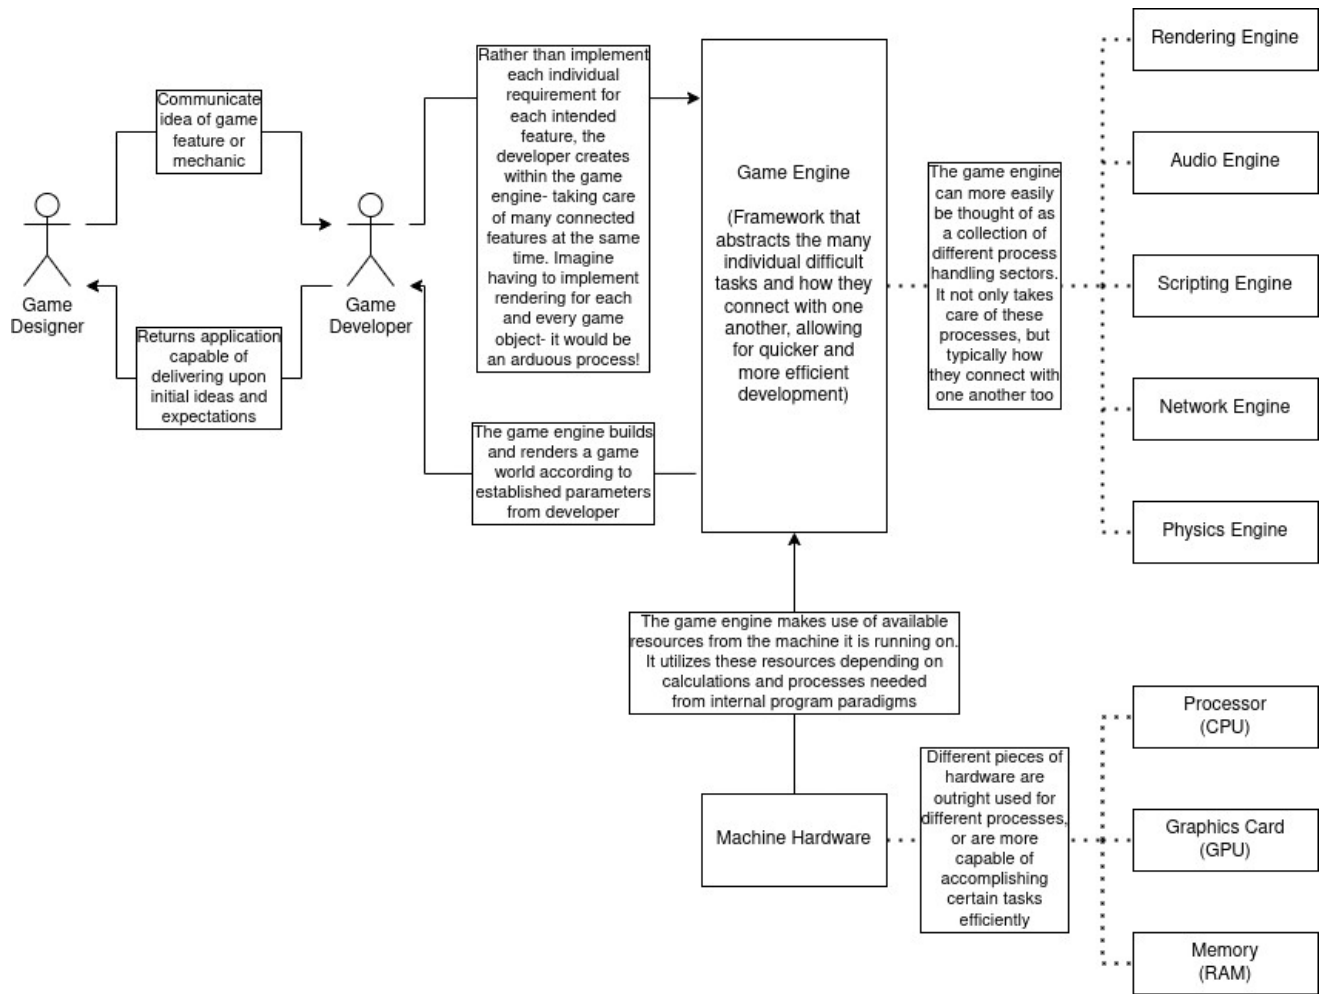 Communicate
idea of game
feature or
mechanic
Game
Designer
Returns application
capable of
delivering upon
initial ideas and
expectations
Game
Developer
Rather than implement
each individual
requirement for
each intended
feature, the
developer creates
within the game
engine- taking care
of many connected
features at the same
time. Imagine
having to implement
rendering for each
and every game
object- it would be
an arduous process!
The game engine builds
and renders a game
world according to
established parameters
from developer
Game Engine
(Framework that
abstracts the many
individual difficult
tasks and how they
connect with one
another, allowing
for quicker and
more efficient
development)
The game engine
can more easily
be thought of as
a collection of
different process
handling sectors.
It not only takes
care of these
processes, but
typically how
they connect with
one another too
Rendering Engine
Audio Engine
Scripting Engine
Network Engine
Physics Engine
The game engine makes use of available
resources from the machine it is running on.
It utilizes these resources depending on
calculations and processes needed
from internal program paradigms
Machine Hardware
Different pieces of
hardware are
outright used for
different processes,
or are more
capable of
accomplishing
certain tasks
efficiently
Processor
(CPU)
Graphics Card
(GPU)
Memory
(RAM)